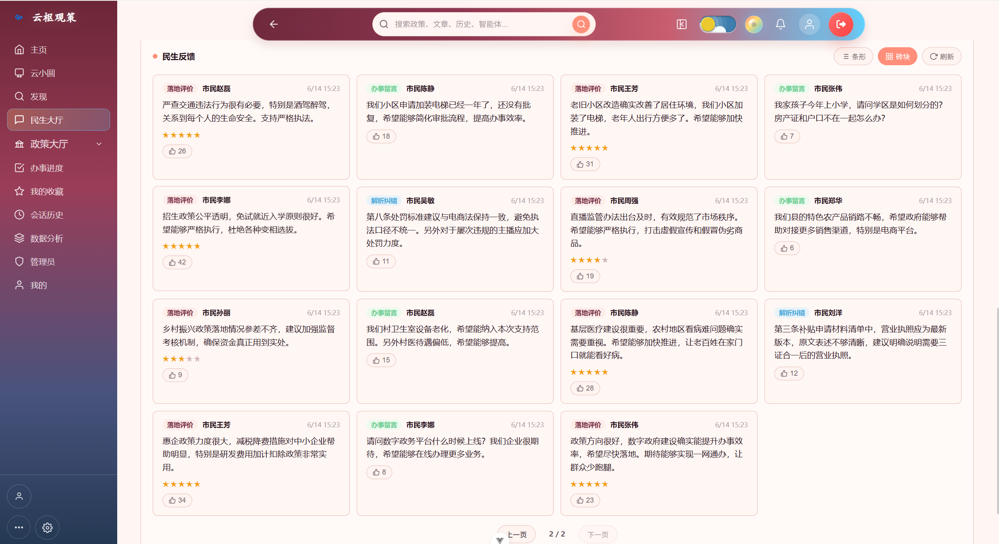 云枢观策
主页
云小圆
发现
民生大厅
政策大厅
办事进度
我的收藏
会话历史
数据分析
管理员
我的
搜索政策、文章、历史、智能体...
民生反馈
条形
砖块
刷新
落地评价 市民赵磊 6/14 15:23
严查交通违法行为很有必要，特别是酒驾醉驾，
关系到每个人的生命安全。支持严格执法。
26
办事留言 市民陈静 6/14 15:23
我们小区申请加装电梯已经一年了，还没有批
复，希望能够简化审批流程，提高办事效率。
18
落地评价 市民王芳 6/14 15:23
老旧小区改造确实改善了居住环境，我们小区加
装了电梯，老年人出行方便多了。希望能够加快
推进。
31
办事留言 市民张伟 6/14 15:23
我家孩子今年上小学，请问学区是如何划分的？
房产证和户口不在一起怎么办？
7
落地评价 市民李娜 6/14 15:23
招生政策公平透明，免试就近入学原则很好。希
望能够严格执行，杜绝各种变相选拔。
42
解析纠错 市民吴敏 6/14 15:23
第八条处罚标准建议与电商法保持一致，避免执
法口径不统一。另外对于屡次违规的主播应加大
处罚力度。
11
落地评价 市民周强 6/14 15:23
直播监管办法出台及时，有效规范了市场秩序。
希望能够严格执行，打击虚假宣传和假冒伪劣商
品。
19
办事留言 市民郑华 6/14 15:23
我们县的特色农产品销路不畅，希望政府能够帮
助对接更多销售渠道，特别是电商平台。
6
落地评价 市民孙丽 6/14 15:23
乡村振兴政策落地情况参差不齐，建议加强监督
考核机制，确保资金真正用到实处。
9
办事留言 市民赵磊 6/14 15:23
我们村卫生室设备老化，希望能纳入本次支持范
围。另外村医待遇偏低，希望能够提高。
15
落地评价 市民陈静 6/14 15:23
基层医疗建设很重要，农村地区看病难问题确实
需要重视。希望能够加快推进，让老百姓在家门
口就能看好病。
28
解析纠错 市民刘洋 6/14 15:23
第三条补贴申请材料清单中，营业执照应为最新
版本，原文表述不够清晰，建议明确说明需要三
证合一后的营业执照。
12
落地评价 市民王芳 6/14 15:23
惠企政策力度很大，减税降费措施对中小企业帮
助明显，特别是研发费用加计扣除政策非常实
用。
34
办事留言 市民李娜 6/14 15:23
请问数字政务平台什么时候上线？我们企业很期
待，希望能够在线办理更多业务。
8
落地评价 市民张伟 6/14 15:23
政策方向很好，数字政府建设确实能提升办事效
率，希望尽快落地。期待能够实现一网通办，让
群众少跑腿。
23
上一页
2 / 2
下一页